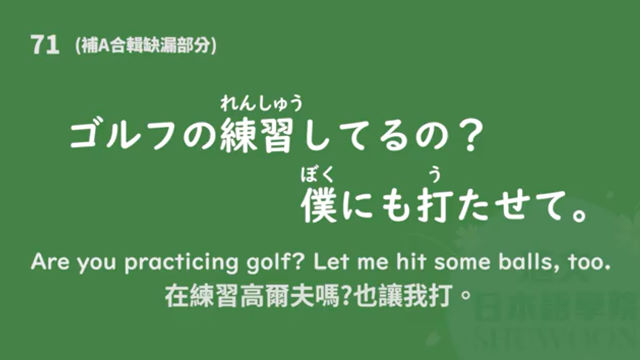 71 (補A合輯缺漏部分)
れんしゅう
ゴルフの練習してるの？
ぼく う
僕にも打たせて。
Are you practicing golf? Let me hit some balls, too.
在練習高爾夫嗎?也讓我打。
日本語學院
SHUWOON